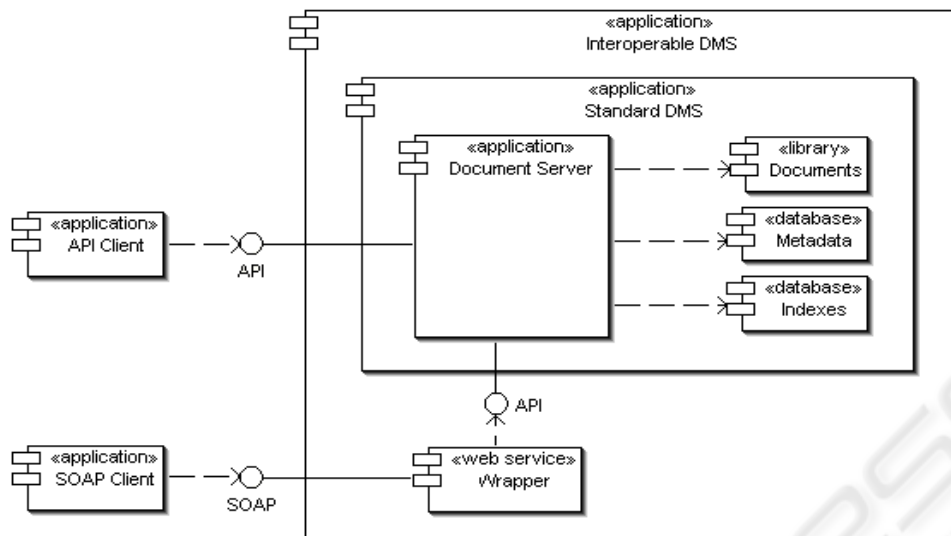 «application»
Interoperable DMS
«application»
Standard DMS
«application»
Document Server
«library»
Documents
«database»
Metadata
«database»
Indexes
«application»
API Client
API
API
«application»
SOAP Client
SOAP
«web service»
Wrapper